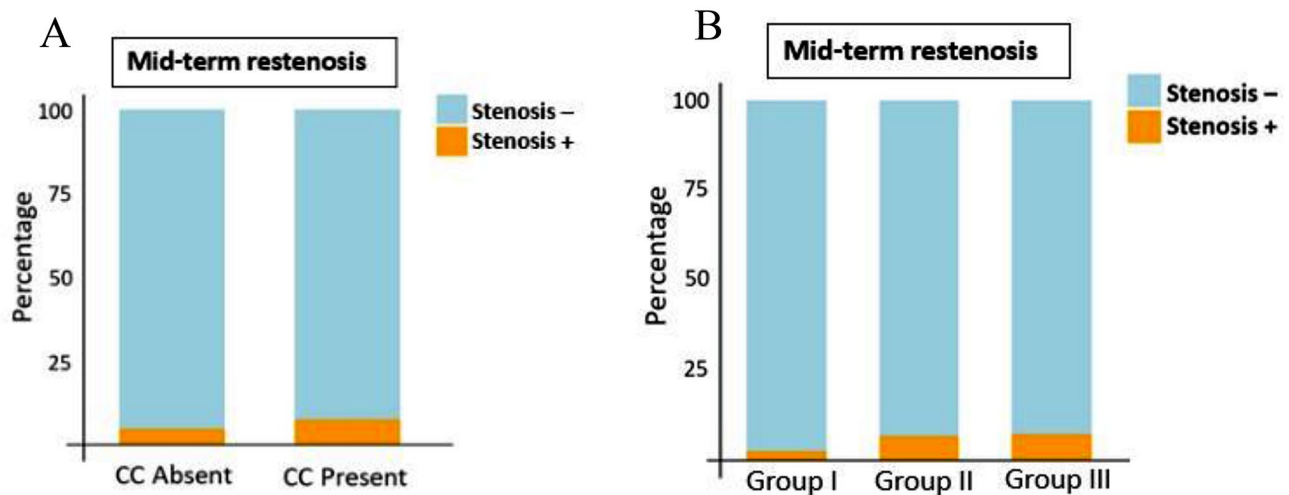 A
Mid-term restenosis
Stenosis –
Stenosis +
100
75
50
25
Percentage
CC Absent
CC Present
B
Mid-term restenosis
Stenosis –
Stenosis +
100
75
50
25
Percentage
Group I
Group II
Group III